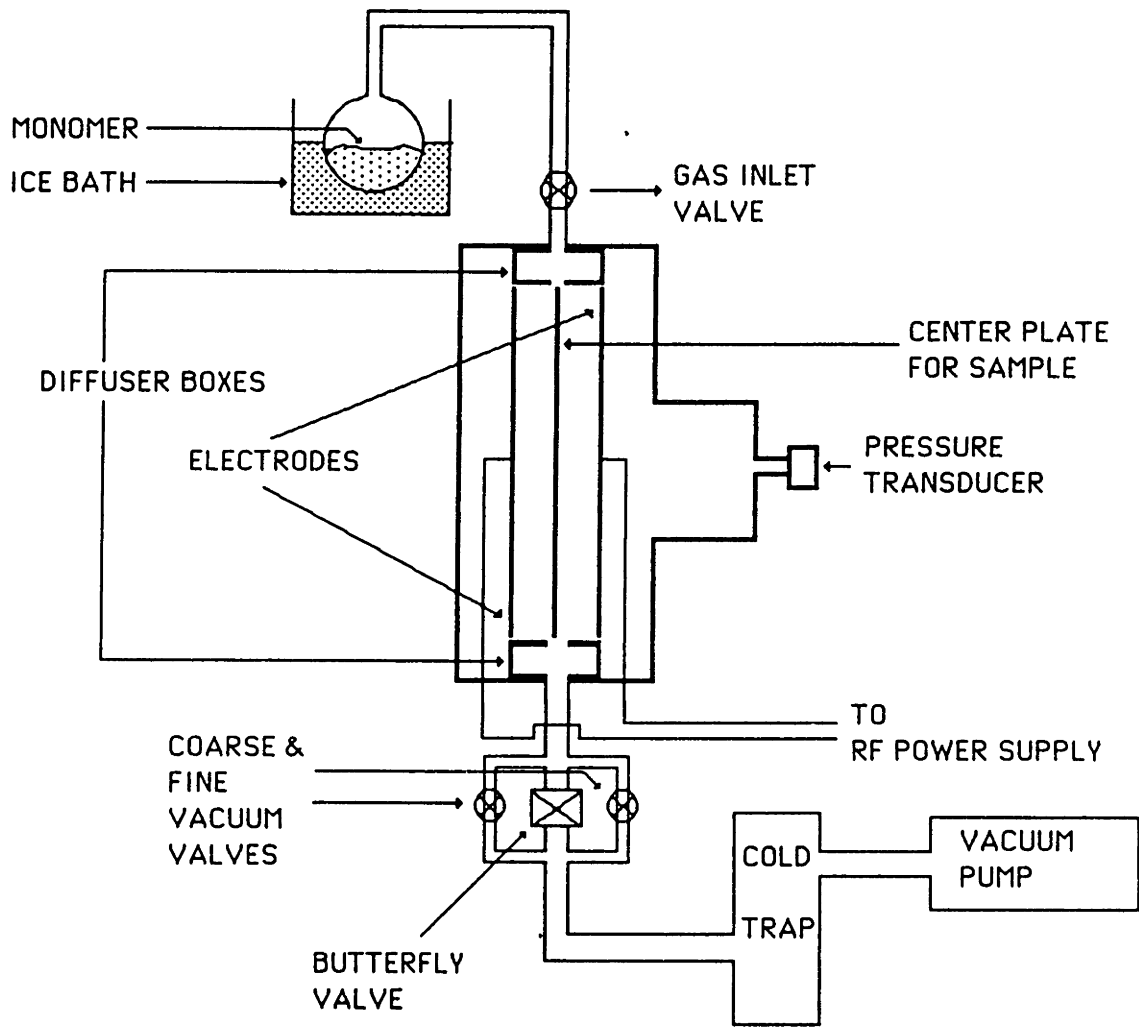 MONOMER
ICE BATH
GAS INLET
VALVE
CENTER PLATE
FOR SAMPLE
DIFFUSER BOXES
ELECTRODES
PRESSURE
TRANSDUCER
TO
RF POWER SUPPLY
COARSE &
FINE
VACUUM
VALVES
COLD
TRAP
VACUUM
PUMP
BUTTERFLY
VALVE